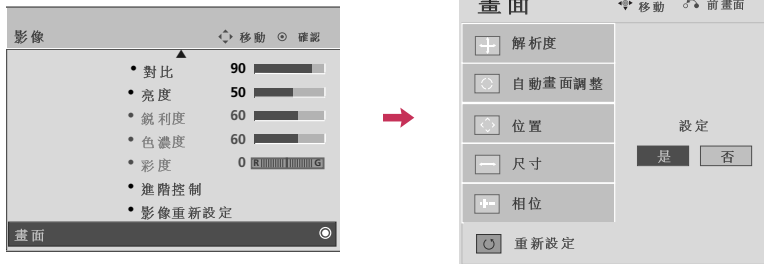 影像 移動 確認
• 對比 90
• 亮度 50
• 銳利度 60
• 色濃度 60
• 彩度 0 R G
• 進階控制
• 影像重新設定
畫面
畫面 移動 前畫面
解析度
自動畫面調整
位置
尺寸
相位
重新設定
設定
是 否